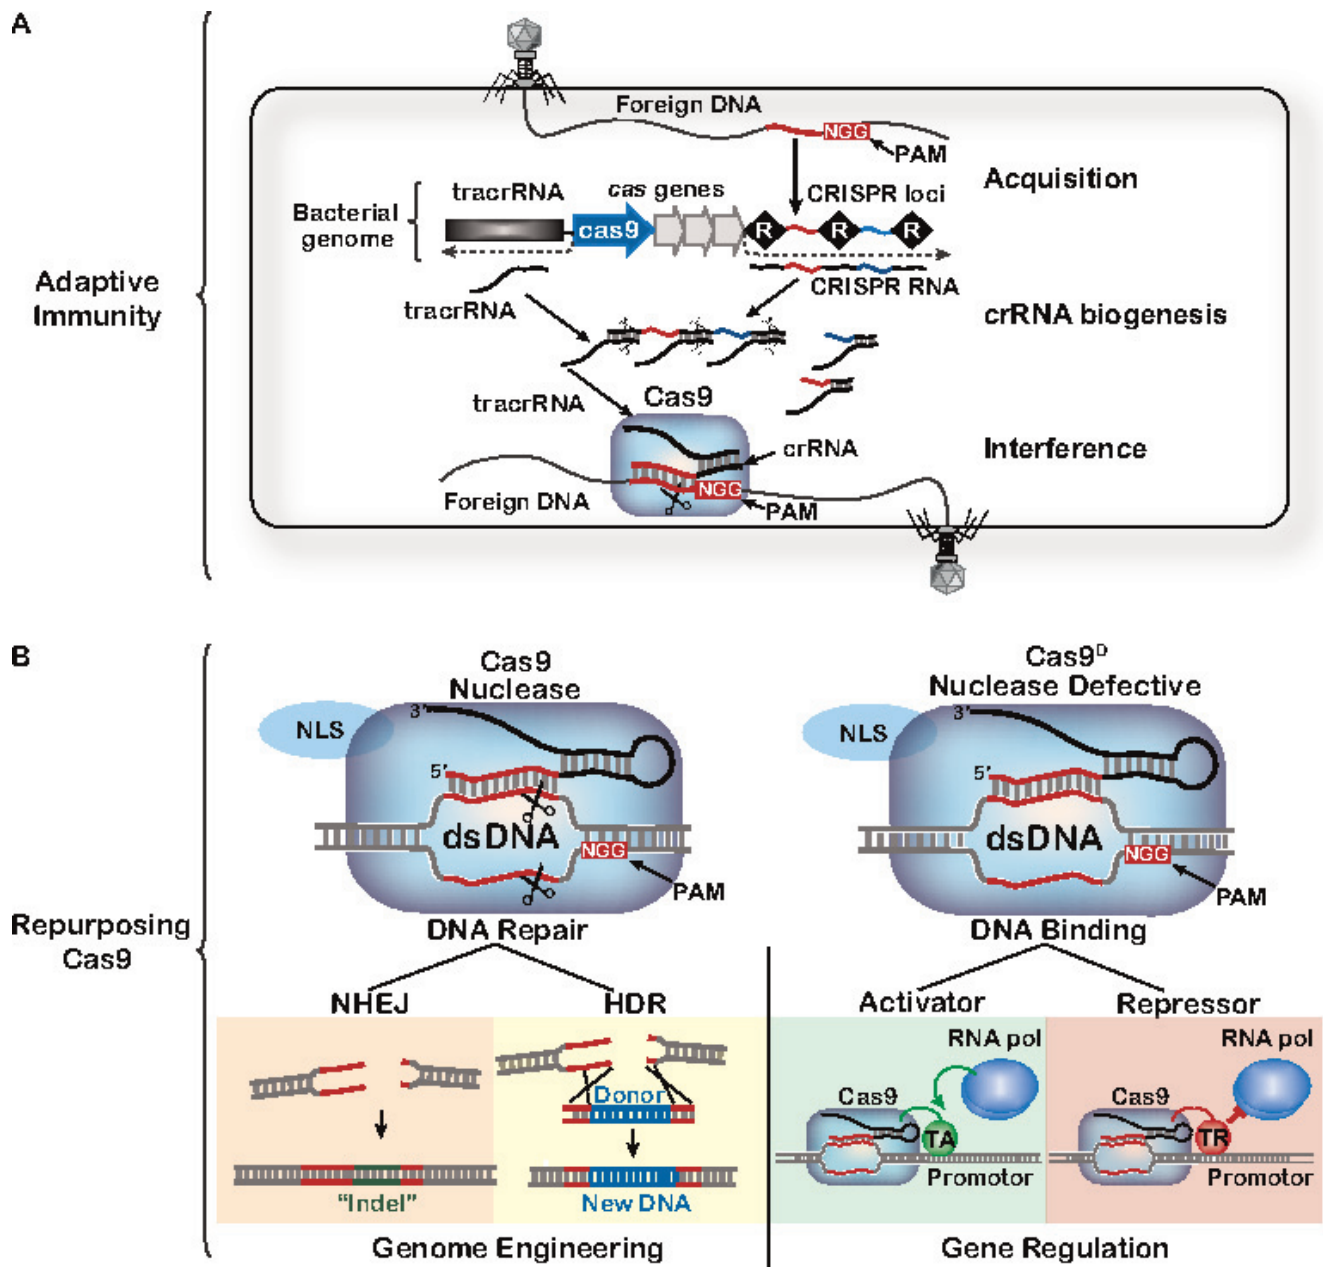 A
Foreign DNA
NGG
PAM
Acquisition
tracrRNA
cas genes
CRISPR loci
Bacterial
genome
cas9
R
R
R
Adaptive
Immunity
tracrRNA
CRISPR RNA
crRNA biogenesis
tracrRNA
Cas9
crRNA
Interference
Foreign DNA
NGG
PAM
B
Cas9
Nuclease
NLS
3'
5'
dsDNA
NGG
PAM
Cas9ᴰ
Nuclease Defective
NLS
3'
5'
dsDNA
NGG
PAM
Repurposing
Cas9
DNA Repair
NHEJ
HDR
Donor
"Indel"
New DNA
Genome Engineering
DNA Binding
Activator
Repressor
RNA pol
Cas9
TA
Promotor
RNA pol
Cas9
TR
Promotor
Gene Regulation